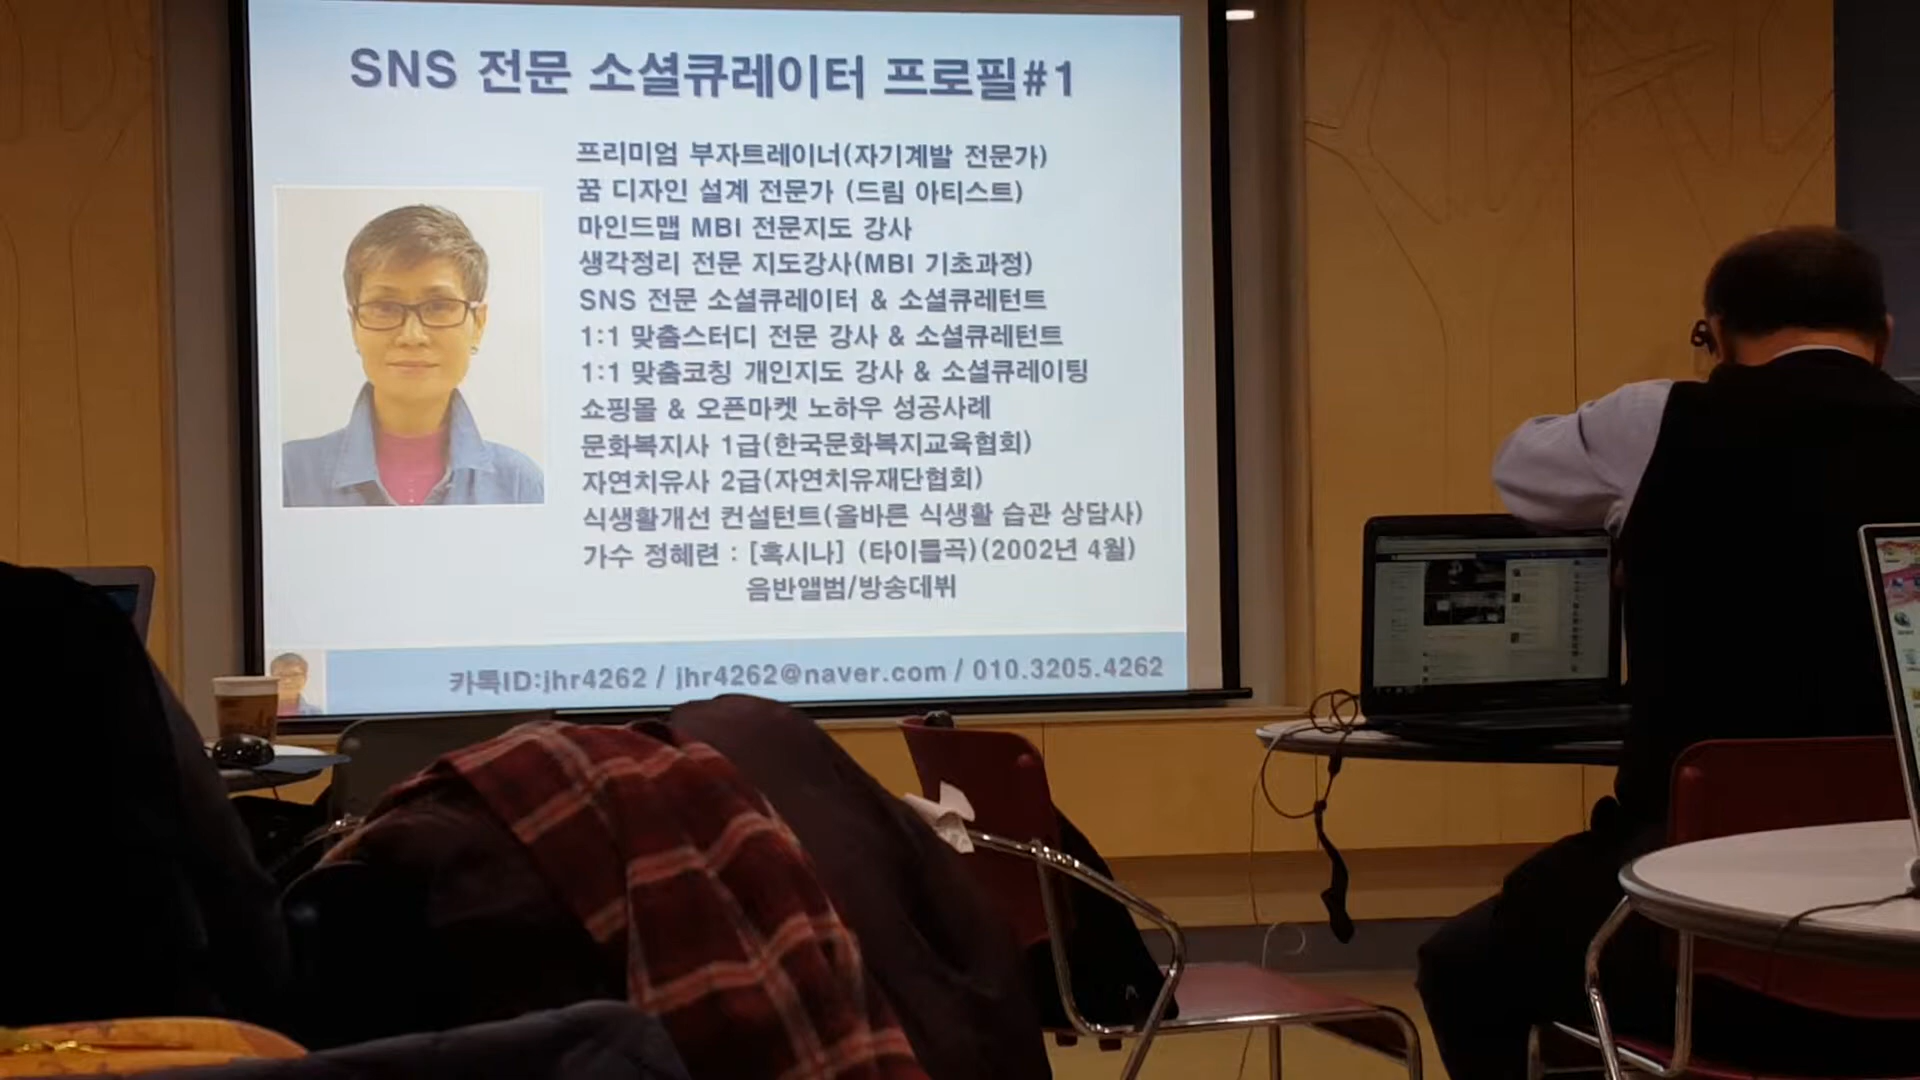 SNS 전문 소셜큐레이터 프로필#1
프리미엄 부자트레이너(자기계발 전문가)
꿈 디자인 설계 전문가 (드림 아티스트)
마인드맵 MBI 전문지도 강사
생각정리 전문 지도강사(MBI 기초과정)
SNS 전문 소셜큐레이터 & 소셜큐레턴트
1:1 맞춤스터디 전문 강사 & 소셜큐레턴트
1:1 맞춤코칭 개인지도 강사 & 소셜큐레이팅
쇼핑몰 & 오픈마켓 노하우 성공사례
문화복지사 1급(한국문화복지교육협회)
자연치유사 2급(자연치유재단협회)
식생활개선 컨설턴트(올바른 식생활 습관 상담사)
가수 정혜련 : [혹시나] (타이틀곡)(2002년 4월)
음반앨범/방송데뷔
카톡ID:jhr4262 / jhr4262@naver.com / 010.3205.4262